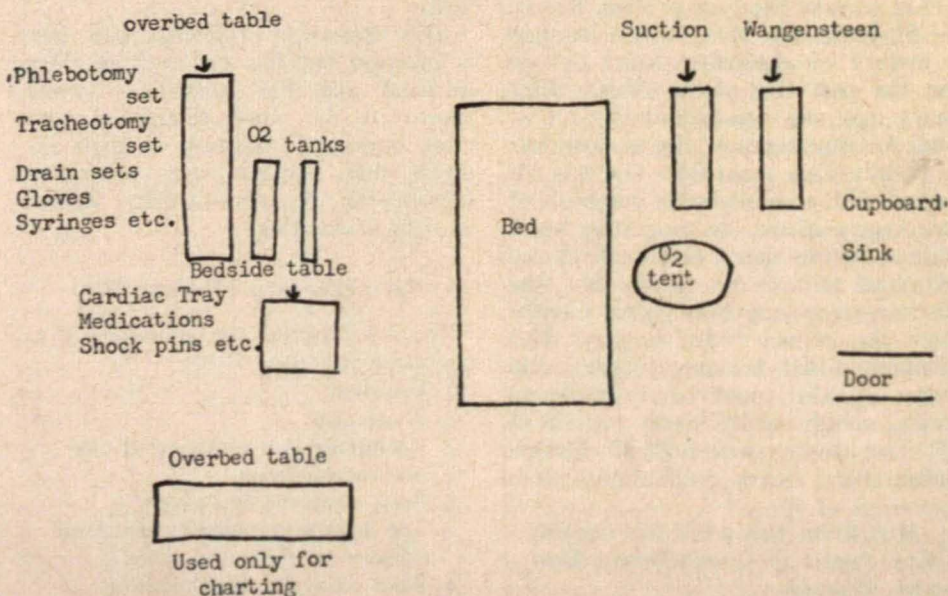 overbed table
Phlebotomy
set
Tracheotomy
set
Drain sets
Gloves
Syringes etc.
O2
tanks
Bedside table
Cardiac Tray
Medications
Shock pins etc.
Overbed table
Used only for
charting
Bed
Suction
Wangensteen
O2
tent
Cupboard
Sink
Door